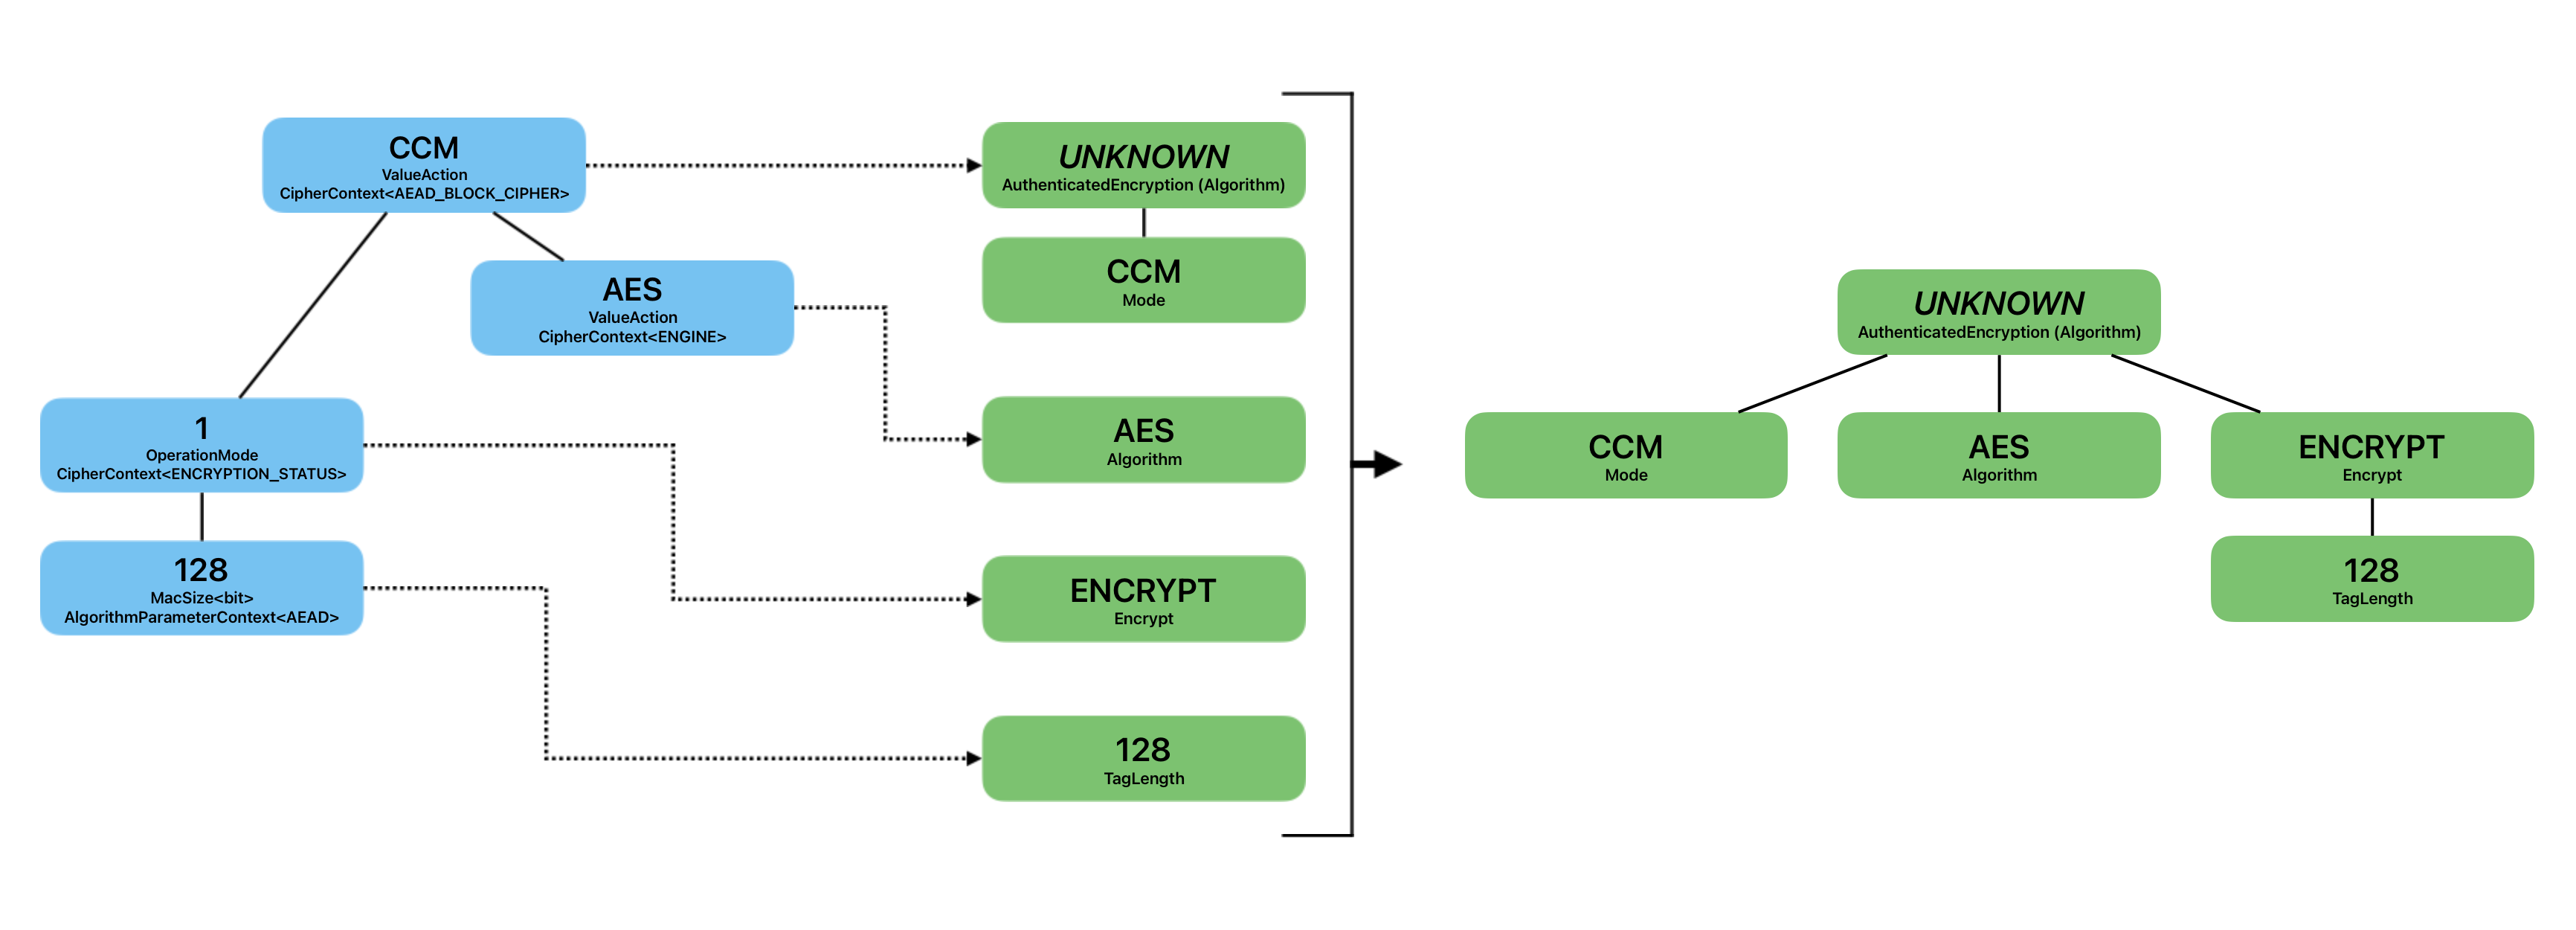 CCM
ValueAction
CipherContext<AEAD_BLOCK_CIPHER>
AES
ValueAction
CipherContext<ENGINE>
1
OperationMode
CipherContext<ENCRYPTION_STATUS>
128
MacSize<bit>
AlgorithmParameterContext<AEAD>
UNKNOWN
AuthenticatedEncryption (Algorithm)
CCM
Mode
AES
Algorithm
ENCRYPT
Encrypt
128
TagLength
UNKNOWN
AuthenticatedEncryption (Algorithm)
CCM
Mode
AES
Algorithm
ENCRYPT
Encrypt
128
TagLength